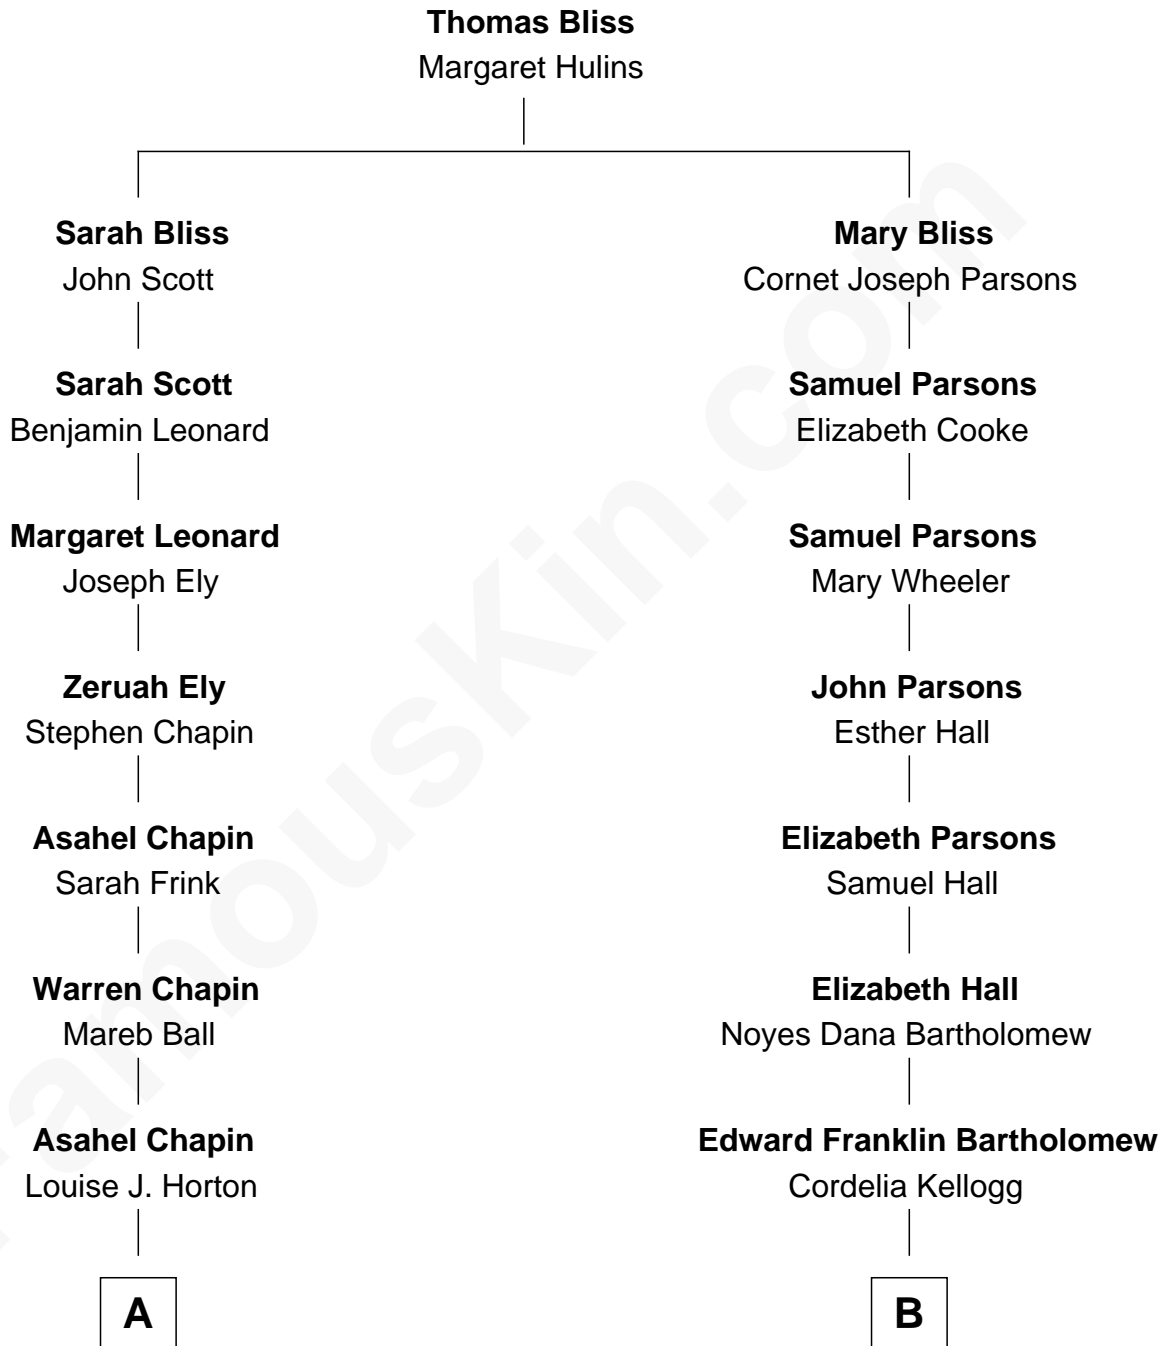 Thomas Bliss
Margaret Hulins
Sarah Bliss
John Scott
Mary Bliss
Cornet Joseph Parsons
Sarah Scott
Benjamin Leonard
Samuel Parsons
Elizabeth Cooke
Margaret Leonard
Joseph Ely
Samuel Parsons
Mary Wheeler
Zeruah Ely
Stephen Chapin
John Parsons
Esther Hall
Asahel Chapin
Sarah Frink
Elizabeth Parsons
Samuel Hall
Warren Chapin
Mareb Ball
Elizabeth Hall
Noyes Dana Bartholomew
Asahel Chapin
Louise J. Horton
Edward Franklin Bartholomew
Cordelia Kellogg
A
B
FamousKin.com